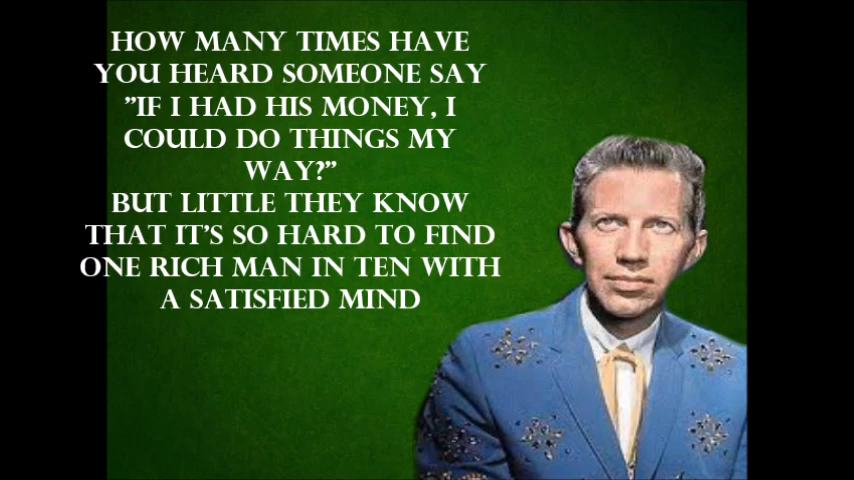 HOW MANY TIMES HAVE
YOU HEARD SOMEONE SAY
"IF I HAD HIS MONEY, I
COULD DO THINGS MY
WAY?"
BUT LITTLE THEY KNOW
THAT IT'S SO HARD TO FIND
ONE RICH MAN IN TEN WITH
A SATISFIED MIND